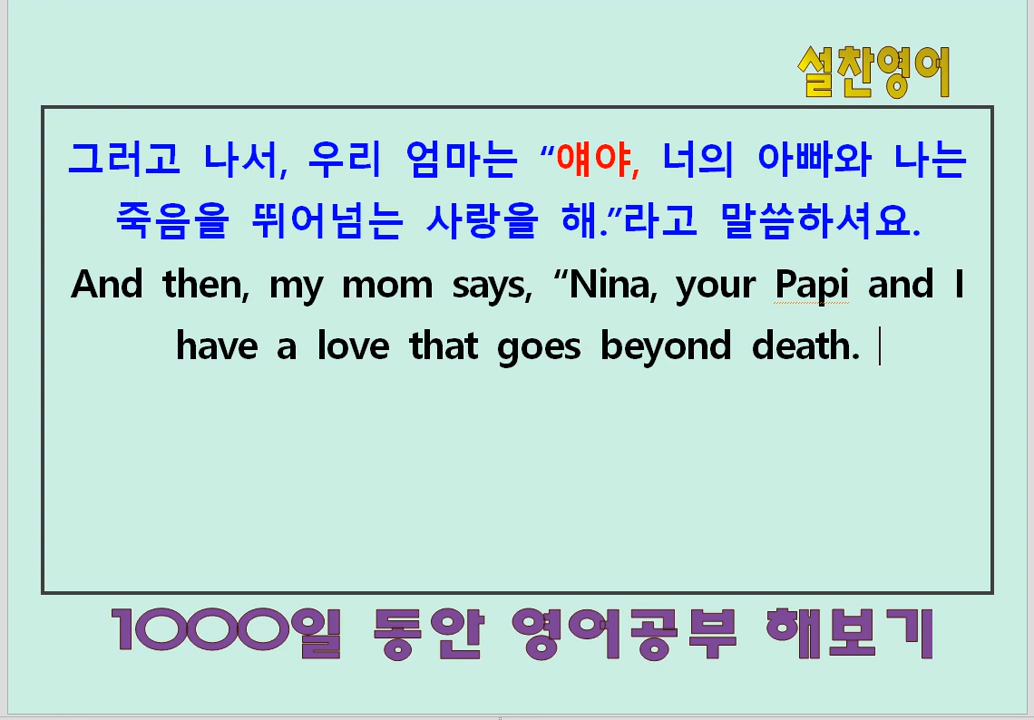 설찬영어
그러고 나서, 우리 엄마는 “얘야, 너의 아빠와 나는
죽음을 뛰어넘는 사랑을 해.”라고 말씀하셔요.
And then, my mom says, “Nina, your Papi and I
have a love that goes beyond death.
1000일 동안 영어공부 해보기